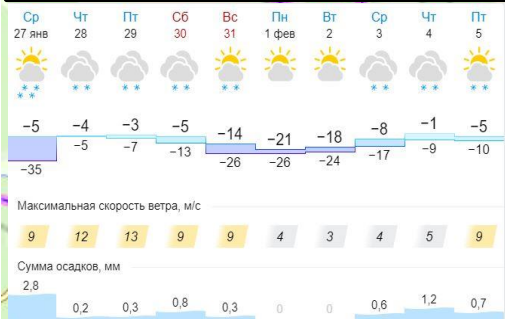 Ср Чт Пт Сб Вс Пн Вт Ср Чт Пт
27 янв 28 29 30 31 1 фев 2 3 4 5
−5 −4 −3 −5 −14 −21 −18 −8 −1 −5
−35 −5 −7 −13 −26 −26 −24 −17 −9 −10
Максимальная скорость ветра, м/с
9 12 13 9 9 4 3 4 5 9
Сумма осадков, мм
2,8 0,2 0,3 0,8 0,3 0 0 0,6 1,2 0,7